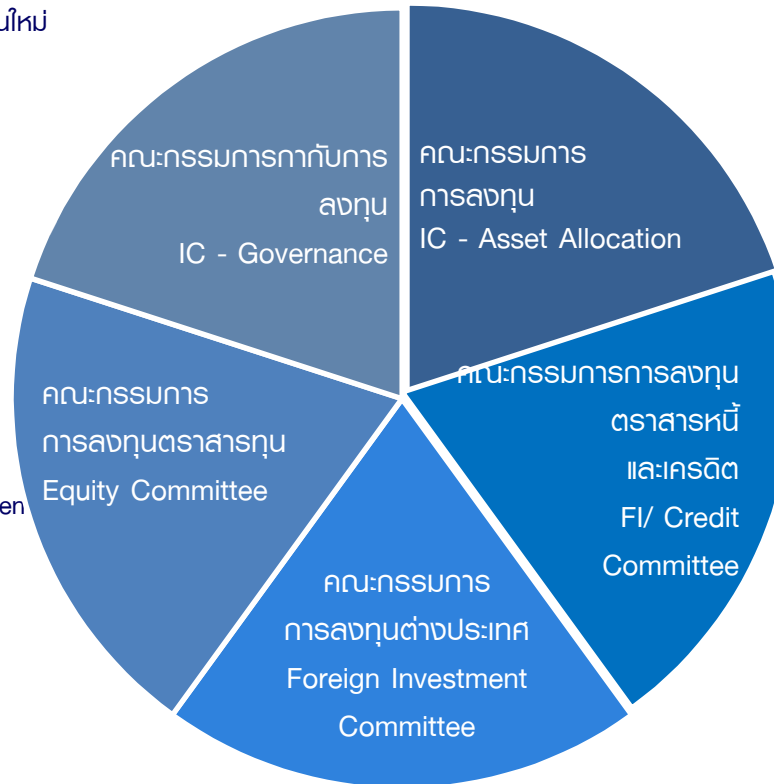 นใหม่
คณะกรรมการกากับการ
ลงทุน
IC - Governance
คณะกรรมการ
การลงทุน
IC - Asset Allocation
คณะกรรมการการลงทุน
ตราสารหนี้
และเครดิต
FI/ Credit
Committee
คณะกรรมการ
การลงทุนตราสารทุน
Equity Committee
en
คณะกรรมการ
การลงทุนต่างประเทศ
Foreign Investment
Committee